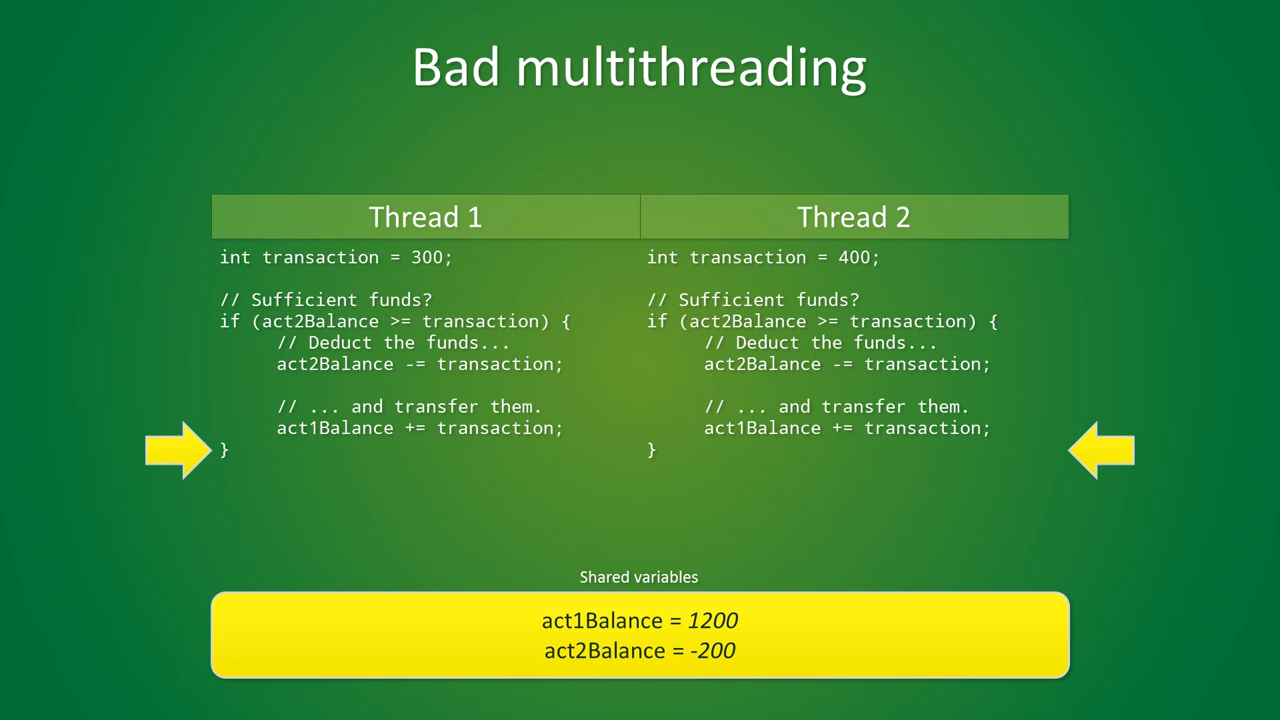 Bad multithreading
Thread 1
int transaction = 300;
// Sufficient funds?
if (act2Balance >= transaction) {
// Deduct the funds...
act2Balance -= transaction;
// ... and transfer them.
act1Balance += transaction;
}
Thread 2
int transaction = 400;
// Sufficient funds?
if (act2Balance >= transaction) {
// Deduct the funds...
act2Balance -= transaction;
// ... and transfer them.
act1Balance += transaction;
}
Shared variables
act1Balance = 1200
act2Balance = -200